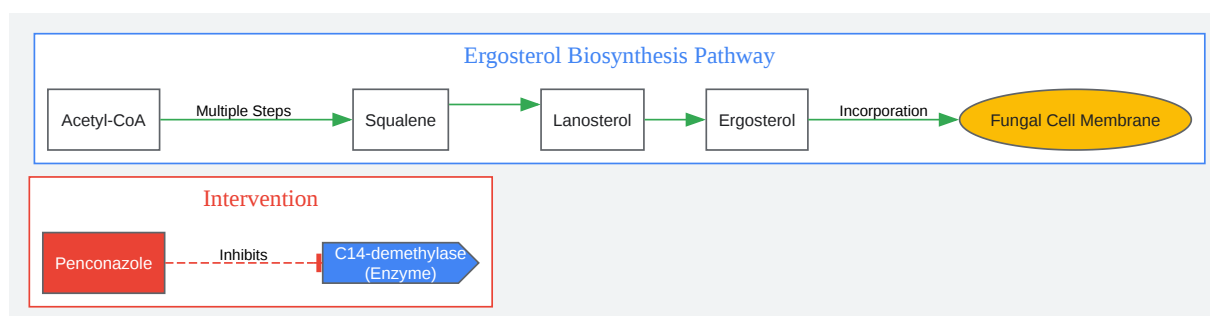 Ergosterol Biosynthesis Pathway
Acetyl-CoA
Multiple Steps
Squalene
Lanosterol
Ergosterol
Incorporation
Fungal Cell Membrane
Intervention
Penconazole
Inhibits
C14-demethylase
(Enzyme)